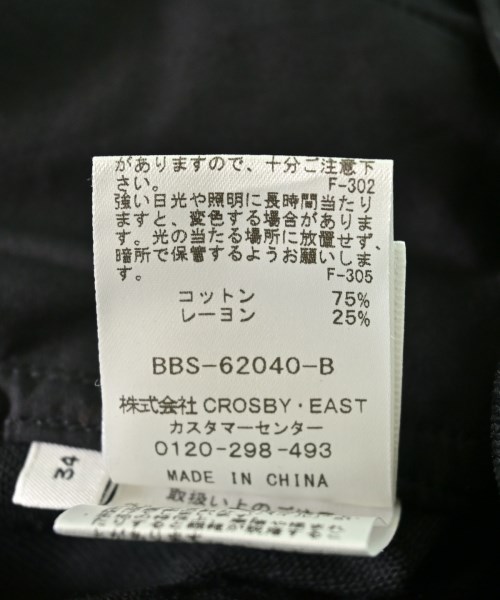 がありますので、十分ご注意下
さい。 F-302
強い日光や照明に長時間当たり
ますと、変色する場合がありま
す。光の当たる場所に放置せず、
暗所で保管するようお願いしま
す。 F-305
コットン 75%
レーヨン 25%
BBS-62040-B
株式会社 CROSBY・EAST
カスタマーセンター
0120-298-493
MADE IN CHINA
取扱い上のご注意
34